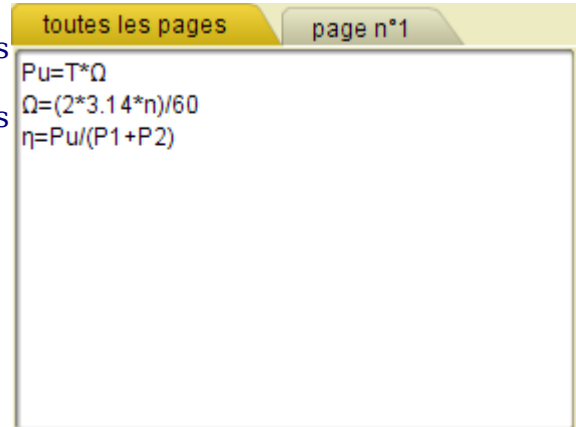 toutes les pages
page n°1
s
Pu=T*Ω
Ω=(2*3.14*n)/60
s
η=Pu/(P1+P2)